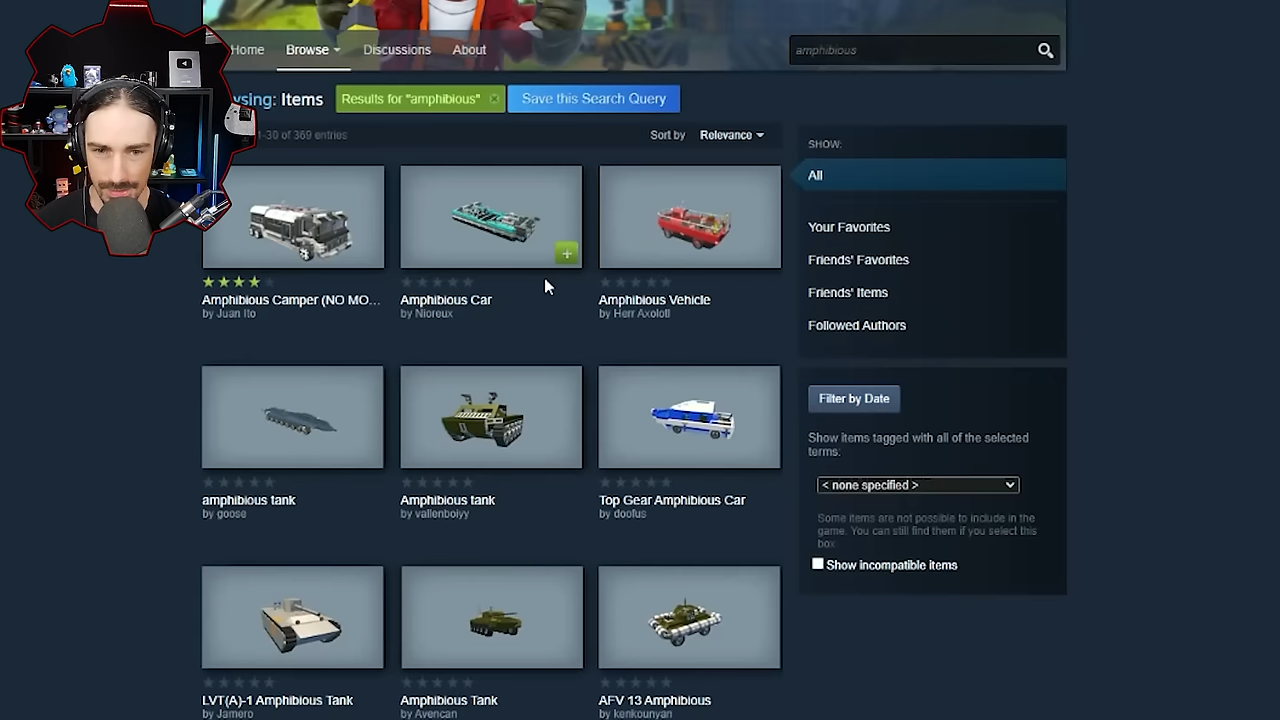 Home
Browse
Discussions
About
amphibious
Items
Results for "amphibious"
Save this Search Query
1-30 of 369 entries
Sort by
Relevance
SHOW:
All
Your Favorites
Friends' Favorites
Friends' Items
Followed Authors
Amphibious Camper (NO MO...
by Juan Ito
Amphibious Car
by Nioreux
Amphibious Vehicle
by Herr Axolotl
Filter by Date
Show items tagged with all of the selected
terms:
< none specified >
Some items are not possible to include in the
game. You can still find them if you select this
box
Show incompatible items
amphibious tank
by goose
Amphibious tank
by vallenboiyy
Top Gear Amphibious Car
by doofus
LVT(A)-1 Amphibious Tank
by Jamero
Amphibious Tank
by Avencan
AFV 13 Amphibious
by kenkounyan